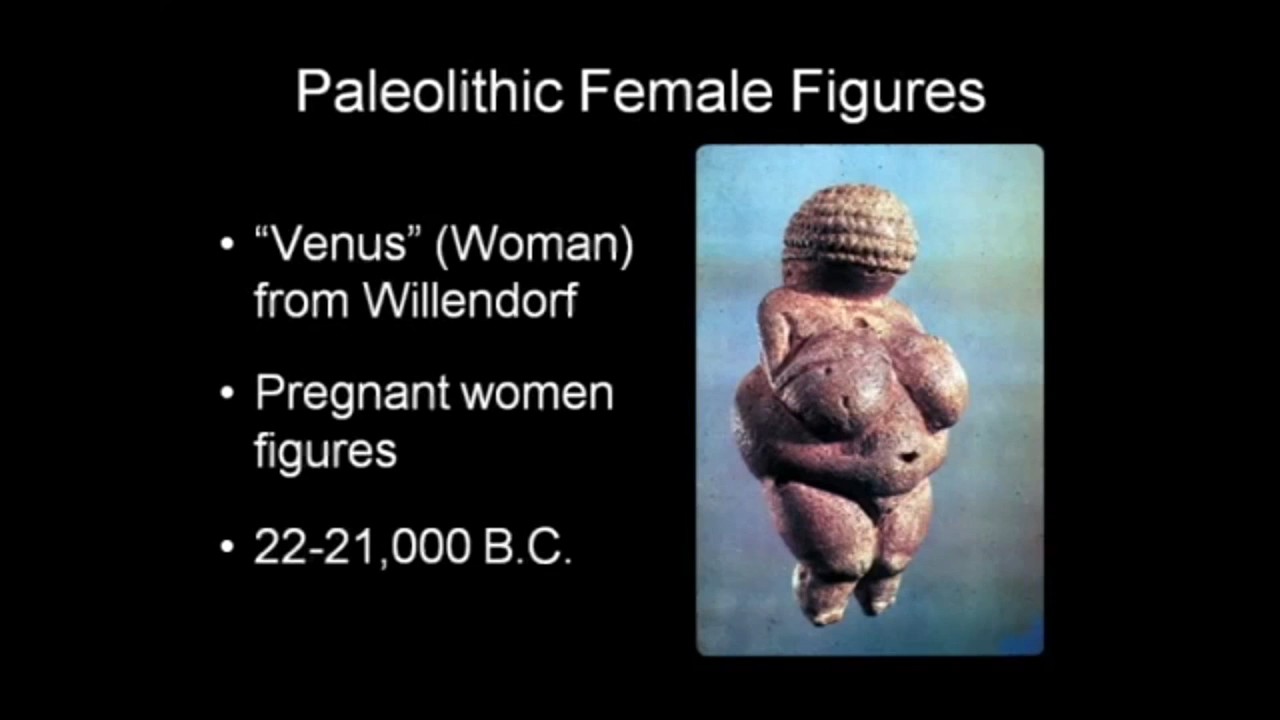 Paleolithic Female Figures
• “Venus” (Woman)
from Willendorf
• Pregnant women
figures
• 22-21,000 B.C.